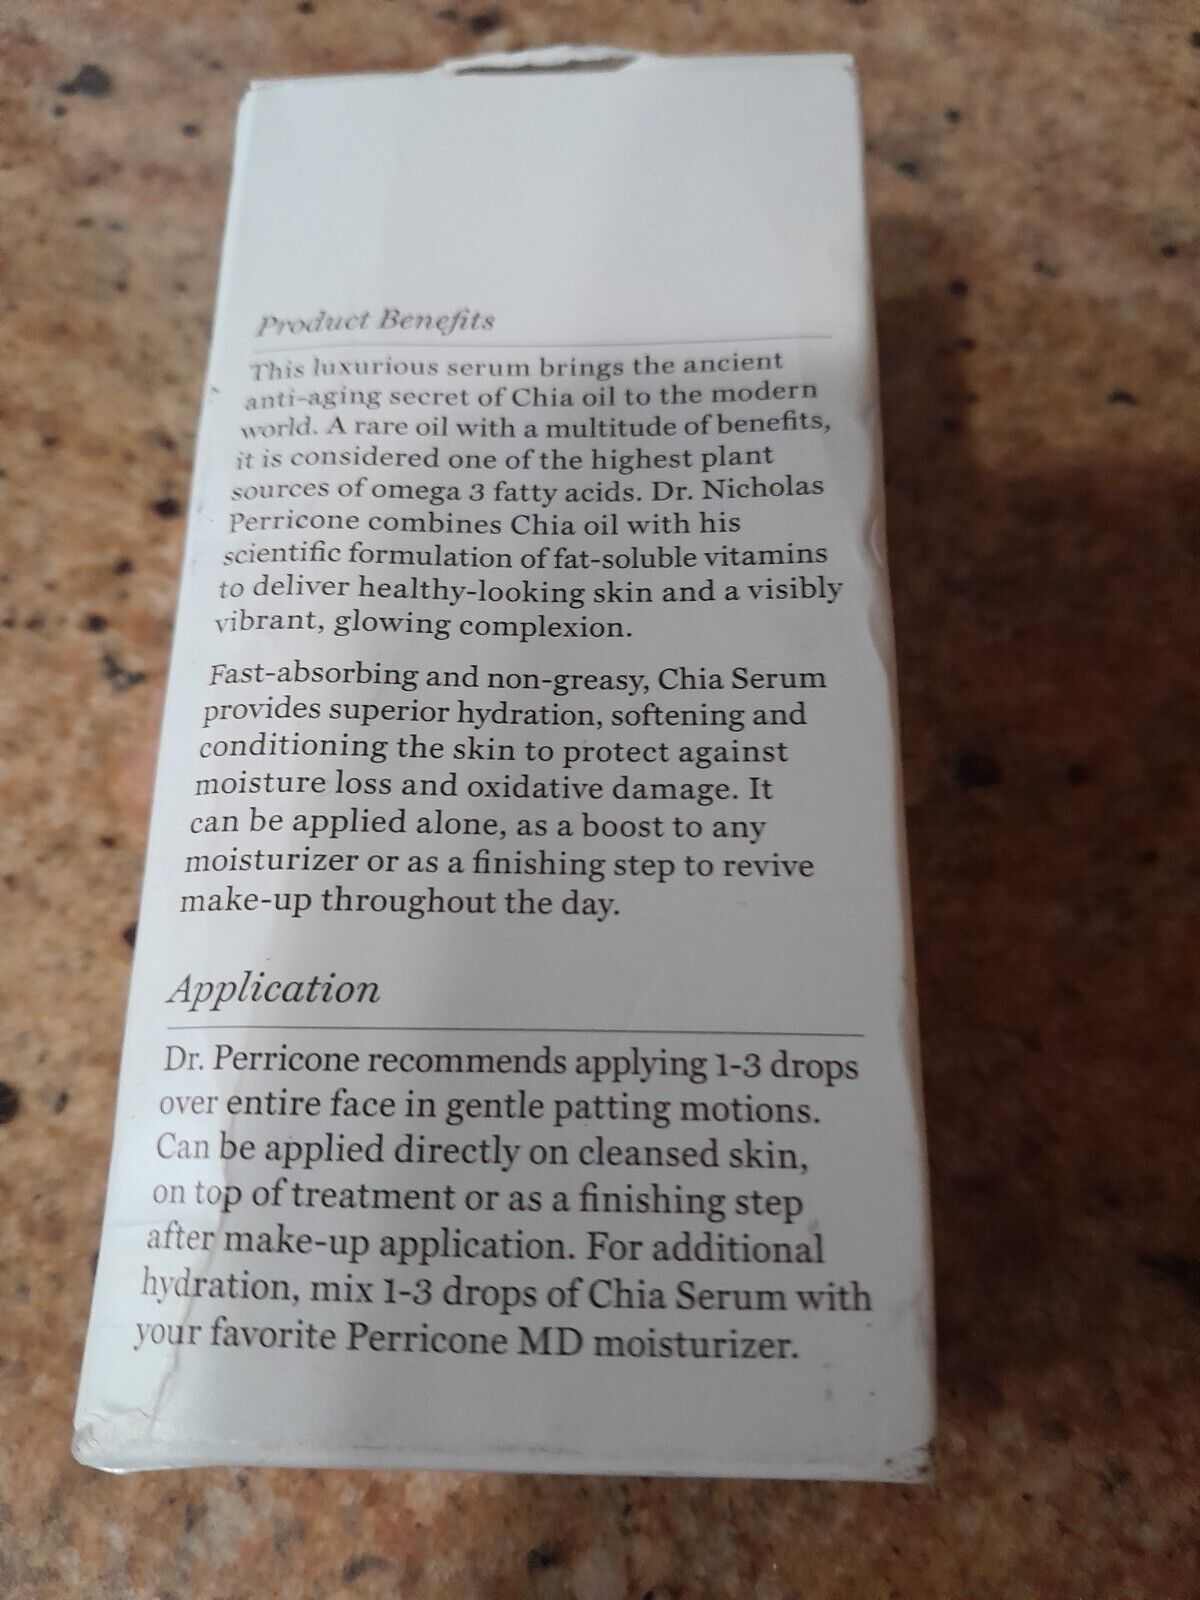 Product Benefits
This luxurious serum brings the ancient
anti-aging secret of Chia oil to the modern
world. A rare oil with a multitude of benefits,
it is considered one of the highest plant
sources of omega 3 fatty acids. Dr. Nicholas
Perricone combines Chia oil with his
scientific formulation of fat-soluble vitamins
to deliver healthy-looking skin and a visibly
vibrant, glowing complexion.
Fast-absorbing and non-greasy, Chia Serum
provides superior hydration, softening and
conditioning the skin to protect against
moisture loss and oxidative damage. It
can be applied alone, as a boost to any
moisturizer or as a finishing step to revive
make-up throughout the day.
Application
Dr. Perricone recommends applying 1-3 drops
over entire face in gentle patting motions.
Can be applied directly on cleansed skin,
on top of treatment or as a finishing step
after make-up application. For additional
hydration, mix 1-3 drops of Chia Serum with
your favorite Perricone MD moisturizer.